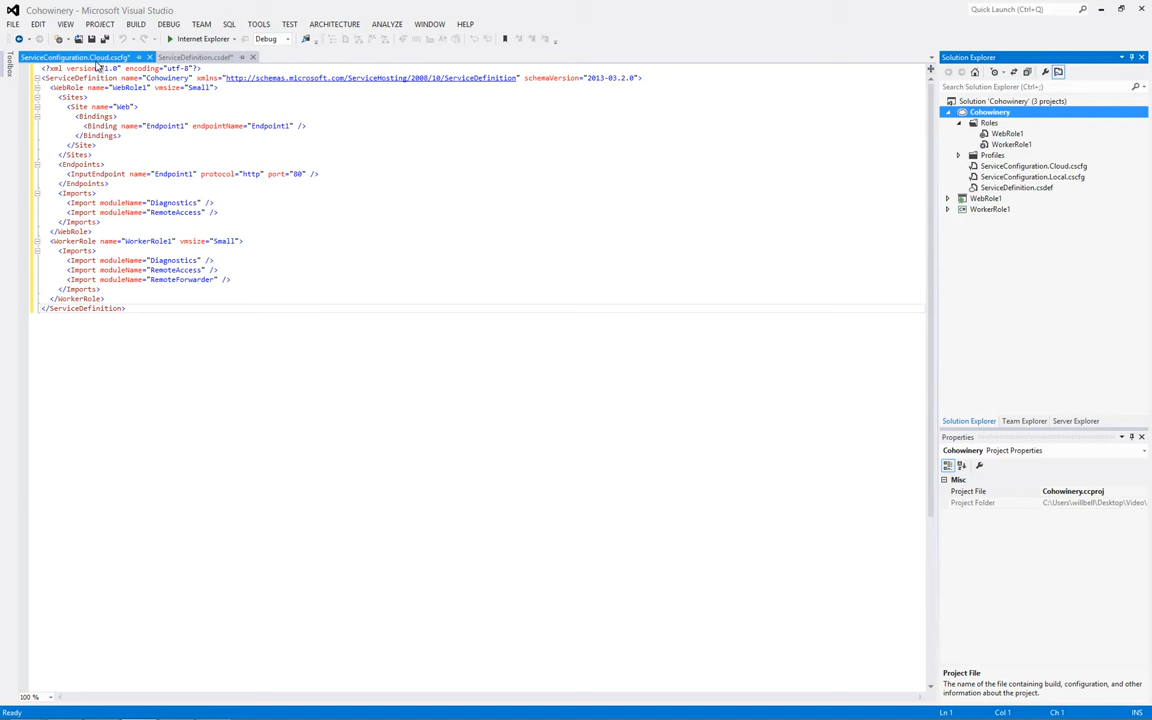 Cohowinery - Microsoft Visual Studio
Quick Launch (Ctrl+Q)
FILE EDIT VIEW PROJECT BUILD DEBUG TEAM SQL TOOLS TEST ARCHITECTURE ANALYZE WINDOW HELP
Internet Explorer Debug
Toolbox
ServiceConfiguration.Cloud.cscfg* ServiceDefinition.csdef*
<?xml version="1.0" encoding="utf-8"?>
<ServiceDefinition name="Cohowinery" xmlns="http://schemas.microsoft.com/ServiceHosting/2008/10/ServiceDefinition" schemaVersion="2013-03.2.0">
<WebRole name="WebRole1" vmsize="Small">
<Sites>
<Site name="Web">
<Bindings>
<Binding name="Endpoint1" endpointName="Endpoint1" />
</Bindings>
</Site>
</Sites>
<Endpoints>
<InputEndpoint name="Endpoint1" protocol="http" port="80" />
</Endpoints>
<Imports>
<Import moduleName="Diagnostics" />
<Import moduleName="RemoteAccess" />
</Imports>
</WebRole>
<WorkerRole name="WorkerRole1" vmsize="Small">
<Imports>
<Import moduleName="Diagnostics" />
<Import moduleName="RemoteAccess" />
<Import moduleName="RemoteForwarder" />
</Imports>
</WorkerRole>
</ServiceDefinition>
100 %
Solution Explorer
Search Solution Explorer (Ctrl+;)
Solution 'Cohowinery' (3 projects)
Cohowinery
Roles
WebRole1
WorkerRole1
Profiles
ServiceConfiguration.Cloud.cscfg
ServiceConfiguration.Local.cscfg
ServiceDefinition.csdef
WebRole1
WorkerRole1
Solution Explorer Team Explorer Server Explorer
Properties
Cohowinery Project Properties
Misc
Project File Cohowinery.ccproj
Project Folder C:\Users\willbell\Desktop\Video\
Project File
The name of the file containing build, configuration, and other
information about the project.
Ready Ln 1 Col 1 Ch 1 INS